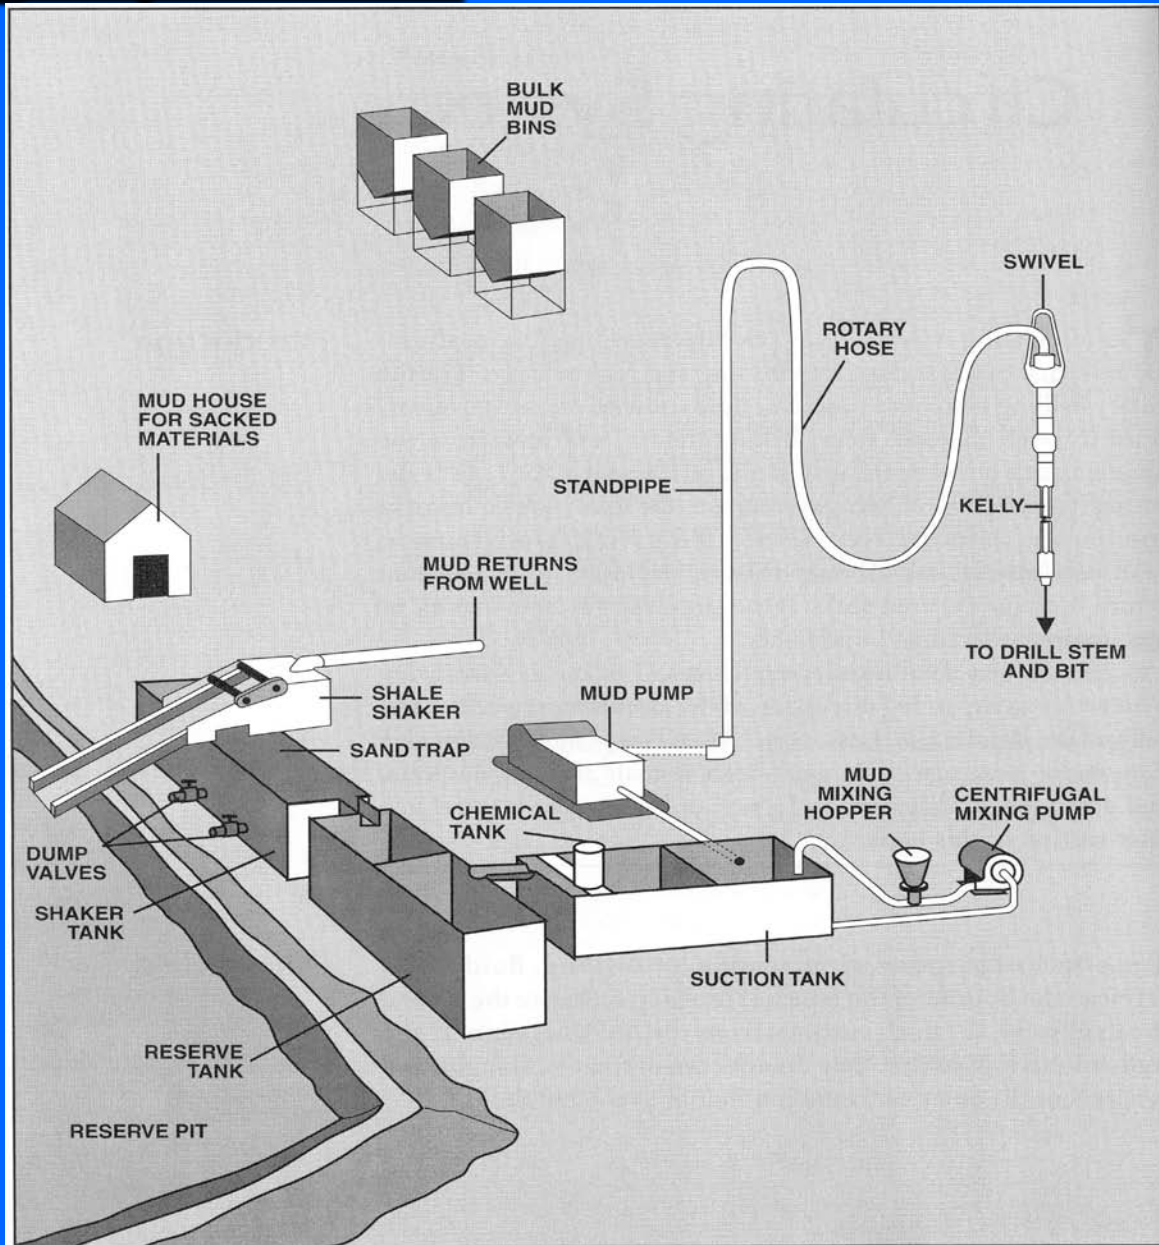 BULK
MUD
BINS
SWIVEL
ROTARY
HOSE
MUD HOUSE
FOR SACKED
MATERIALS
STANDPIPE
KELLY
MUD RETURNS
FROM WELL
TO DRILL STEM
AND BIT
SHALE
SHAKER
MUD PUMP
SAND TRAP
MUD
MIXING
HOPPER
CENTRIFUGAL
MIXING PUMP
CHEMICAL
TANK
DUMP
VALVES
SHAKER
TANK
SUCTION TANK
RESERVE
TANK
RESERVE PIT